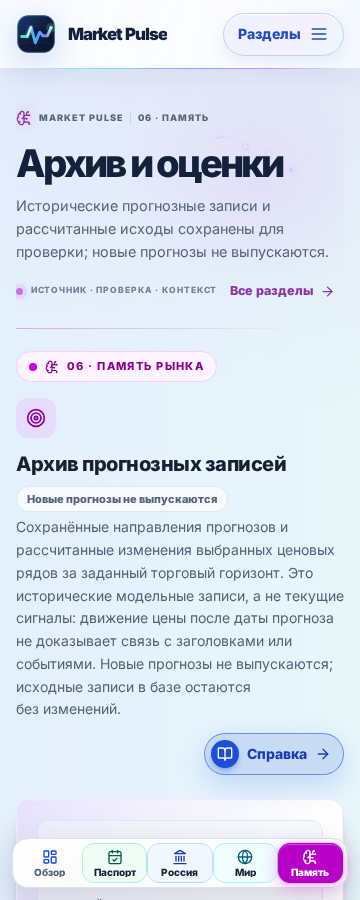 Market Pulse
Разделы
MARKET PULSE | 06 · ПАМЯТЬ
Архив и оценки
Исторические прогнозные записи и
рассчитанные исходы сохранены для
проверки; новые прогнозы не выпускаются.
ИСТОЧНИК · ПРОВЕРКА · КОНТЕКСТ
Все разделы →
06 · ПАМЯТЬ РЫНКА
Архив прогнозных записей
Новые прогнозы не выпускаются
Сохранённые направления прогнозов и
рассчитанные изменения выбранных ценовых
рядов за заданный торговый горизонт. Это
исторические модельные записи, а не текущие
сигналы: движение цены после даты прогноза
не доказывает связь с заголовками или
событиями. Новые прогнозы не выпускаются;
исходные записи в базе остаются
без изменений.
Справка →
Обзор
Паспорт
Россия
Мир
Память